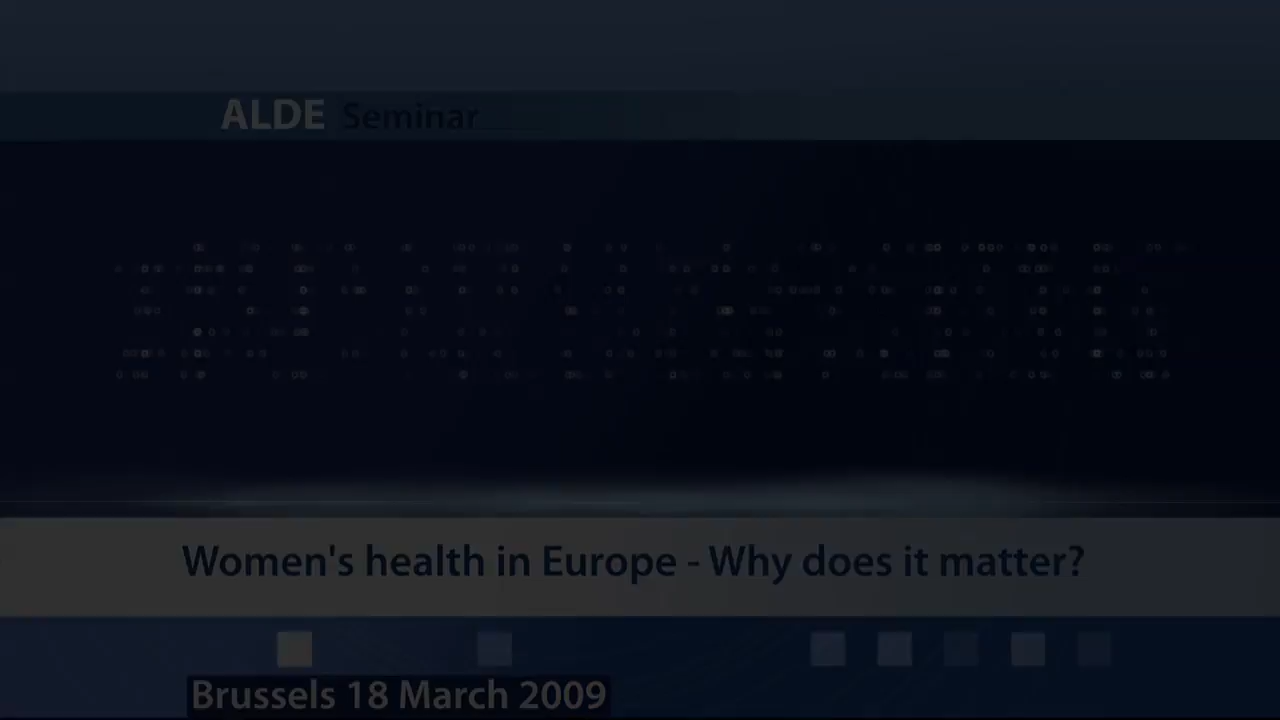 ALDE Seminar
Women's health in Europe - Why does it matter?
Brussels 18 March 2009